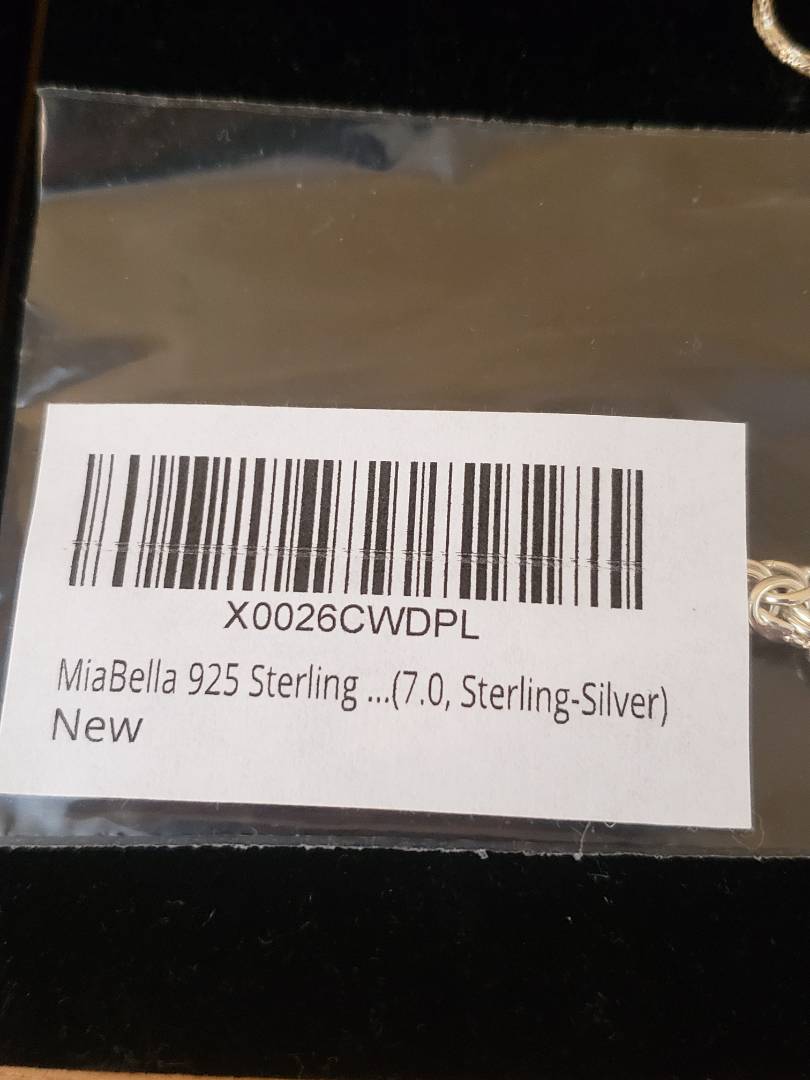 X0026CWDPL
MiaBella 925 Sterling ...(7.0, Sterling-Silver)
New